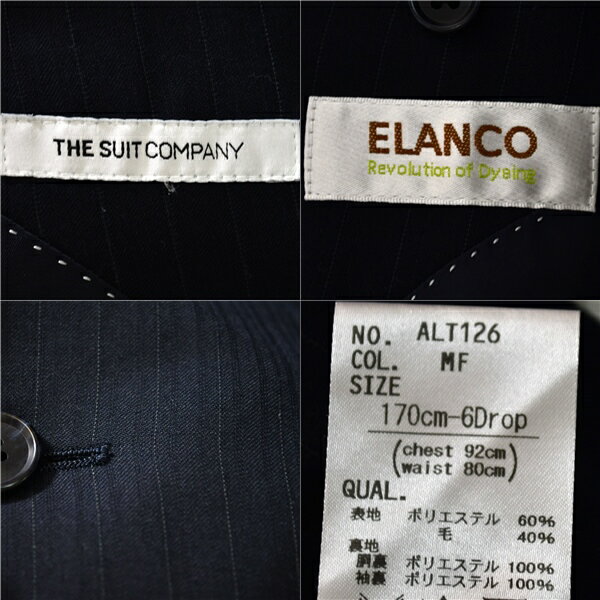 THE SUIT COMPANY
ELANCO
Revolution of Dyeing
NO. ALT126
COL. MF
SIZE
170cm-6Drop
(chest 92cm
waist 80cm)
QUAL.
表地 ポリエステル 60%
毛 40%
裏地
胴裏 ポリエステル 100%
袖裏 ポリエステル 100%